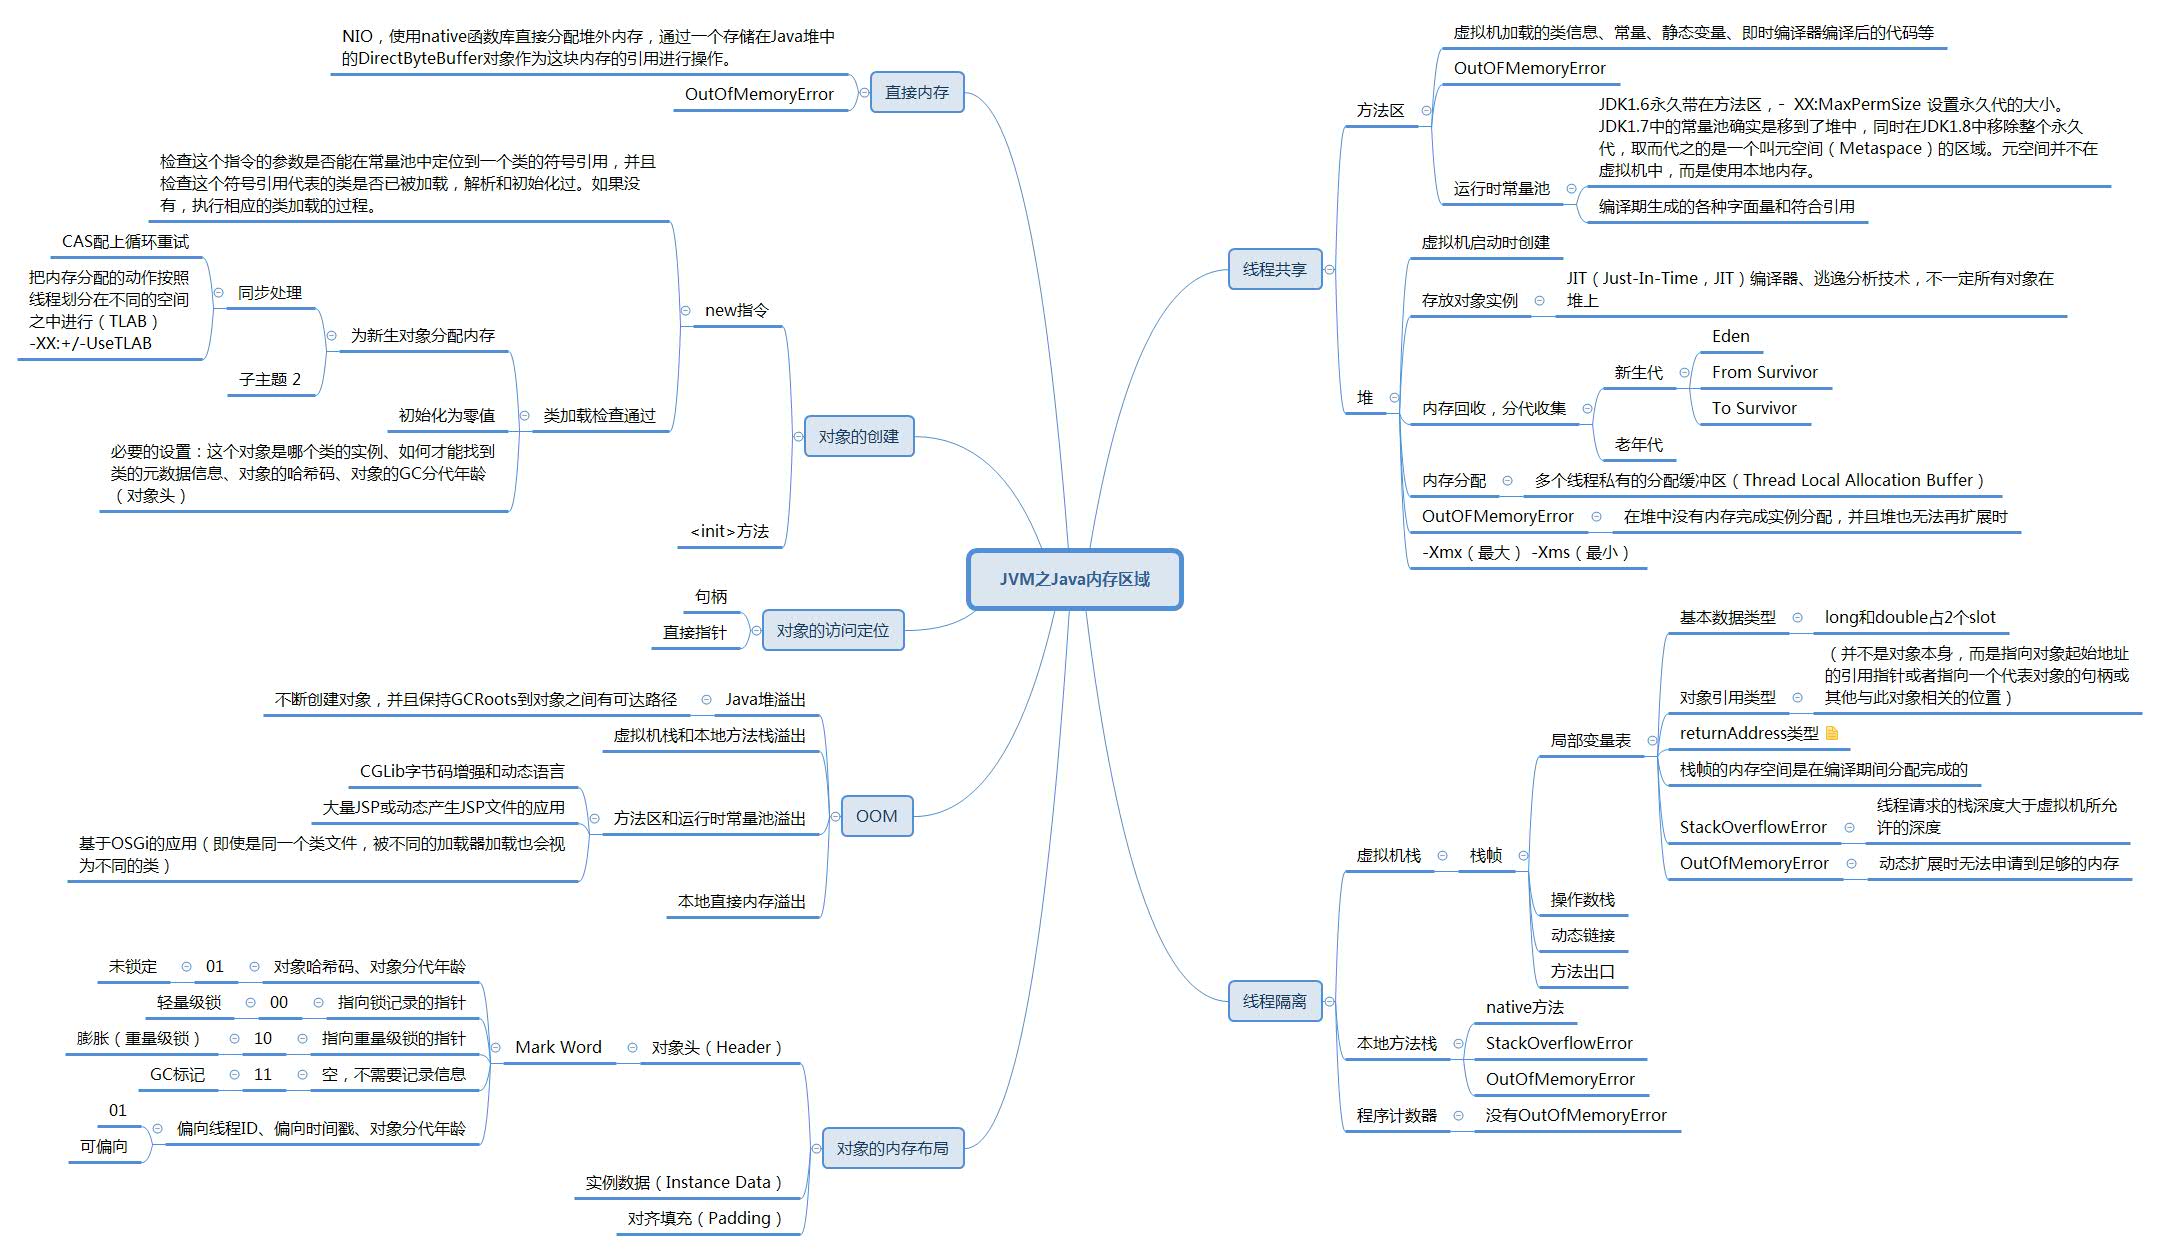 JVM之Java内存区域
线程共享
方法区
虚拟机加载的类信息、常量、静态变量、即时编译器编译后的代码等
OutOFMemoryError
运行时常量池
JDK1.6永久带在方法区，- XX:MaxPermSize 设置永久代的大小。
JDK1.7中的常量池确实是移到了堆中，同时在JDK1.8中移除整个永久
代，取而代之的是一个叫元空间（Metaspace）的区域。元空间并不在
虚拟机中，而是使用本地内存。
编译期生成的各种字面量和符合引用
堆
虚拟机启动时创建
存放对象实例
JIT（Just-In-Time，JIT）编译器、逃逸分析技术，不一定所有对象在
堆上
内存回收，分代收集
新生代
Eden
From Survivor
To Survivor
老年代
内存分配
多个线程私有的分配缓冲区（Thread Local Allocation Buffer）
OutOFMemoryError
在堆中没有内存完成实例分配，并且堆也无法再扩展时
-Xmx（最大） -Xms（最小）
线程隔离
虚拟机栈
栈帧
局部变量表
基本数据类型
long和double占2个slot
对象引用类型
（并不是对象本身，而是指向对象起始地址
的引用指针或者指向一个代表对象的句柄或
其他与此对象相关的位置）
returnAddress类型
栈帧的内存空间是在编译期间分配完成的
StackOverflowError
线程请求的栈深度大于虚拟机所允
许的深度
OutOfMemoryError
动态扩展时无法申请到足够的内存
操作数栈
动态链接
方法出口
本地方法栈
native方法
StackOverflowError
OutOfMemoryError
程序计数器
没有OutOfMemoryError
直接内存
NIO，使用native函数库直接分配堆外内存，通过一个存储在Java堆中
的DirectByteBuffer对象作为这块内存的引用进行操作。
OutOfMemoryError
对象的创建
new指令
检查这个指令的参数是否能在常量池中定位到一个类的符号引用，并且
检查这个符号引用代表的类是否已被加载，解析和初始化过。如果没
有，执行相应的类加载的过程。
类加载检查通过
为新生对象分配内存
同步处理
CAS配上循环重试
把内存分配的动作按照
线程划分在不同的空间
之中进行（TLAB）
-XX:+/-UseTLAB
子主题 2
初始化为零值
必要的设置：这个对象是哪个类的实例、如何才能找到
类的元数据信息、对象的哈希码、对象的GC分代年龄
（对象头）
<init>方法
对象的访问定位
句柄
直接指针
OOM
Java堆溢出
不断创建对象，并且保持GCRoots到对象之间有可达路径
虚拟机栈和本地方法栈溢出
方法区和运行时常量池溢出
CGLib字节码增强和动态语言
大量JSP或动态产生JSP文件的应用
基于OSGi的应用（即使是同一个类文件，被不同的加载器加载也会视
为不同的类）
本地直接内存溢出
对象的内存布局
对象头（Header）
Mark Word
对象哈希码、对象分代年龄
01
未锁定
指向锁记录的指针
00
轻量级锁
指向重量级锁的指针
10
膨胀（重量级锁）
空，不需要记录信息
11
GC标记
偏向线程ID、偏向时间戳、对象分代年龄
01
可偏向
实例数据（Instance Data）
对齐填充（Padding）